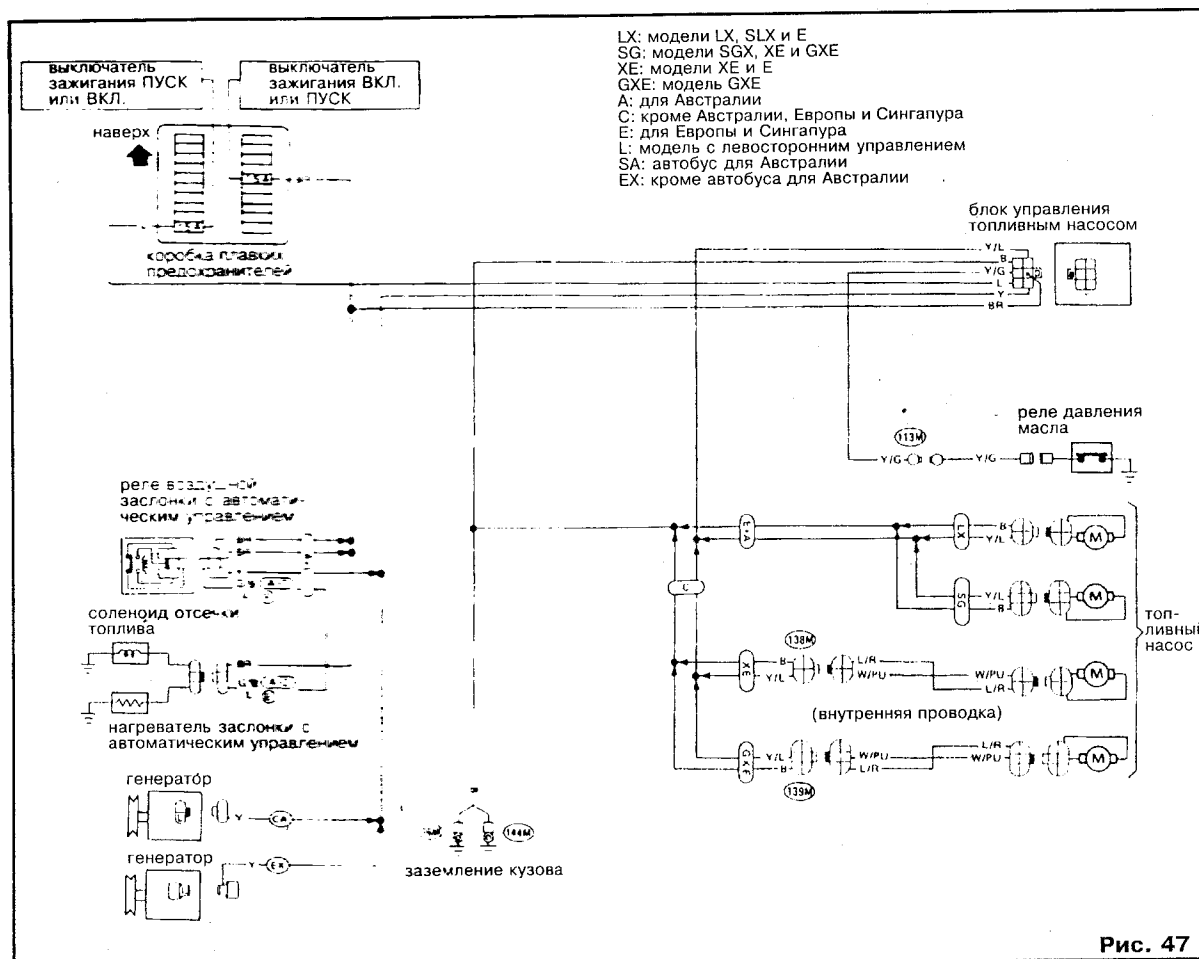 LX: модели LX, SLX и E
SG: модели SGX, XE и GXE
XE: модели XE и E
GXE: модель GXE
A: для Австралии
C: кроме Австралии, Европы и Сингапура
E: для Европы и Сингапура
L: модель с левосторонним управлением
SA: автобус для Австралии
EX: кроме автобуса для Австралии
выключатель
зажигания ПУСК
или ВКЛ.
выключатель
зажигания ВКЛ.
или ПУСК
наверх
коробка плавких
предохранителей
блок управления
топливным насосом
Y/L
B
Y/G
L
Y
BR
реле давления
масла
113M
Y/G
Y/G
реле воздушной
заслонки с автомати-
ческим управлением
соленоид отсечки
топлива
нагреватель заслонки с
автоматическим управлением
C
LX
B
Y/L
M
SG
Y/L
B
M
топ-
ливный
насос
138M
XE
B
Y/L
L/R
W/PU
W/PU
L/R
M
(внутренняя проводка)
GXE
Y/L
B
W/PU
L/R
L/R
W/PU
M
139M
генератор
Y
генератор
Y
EX
144M
заземление кузова
Рис. 47